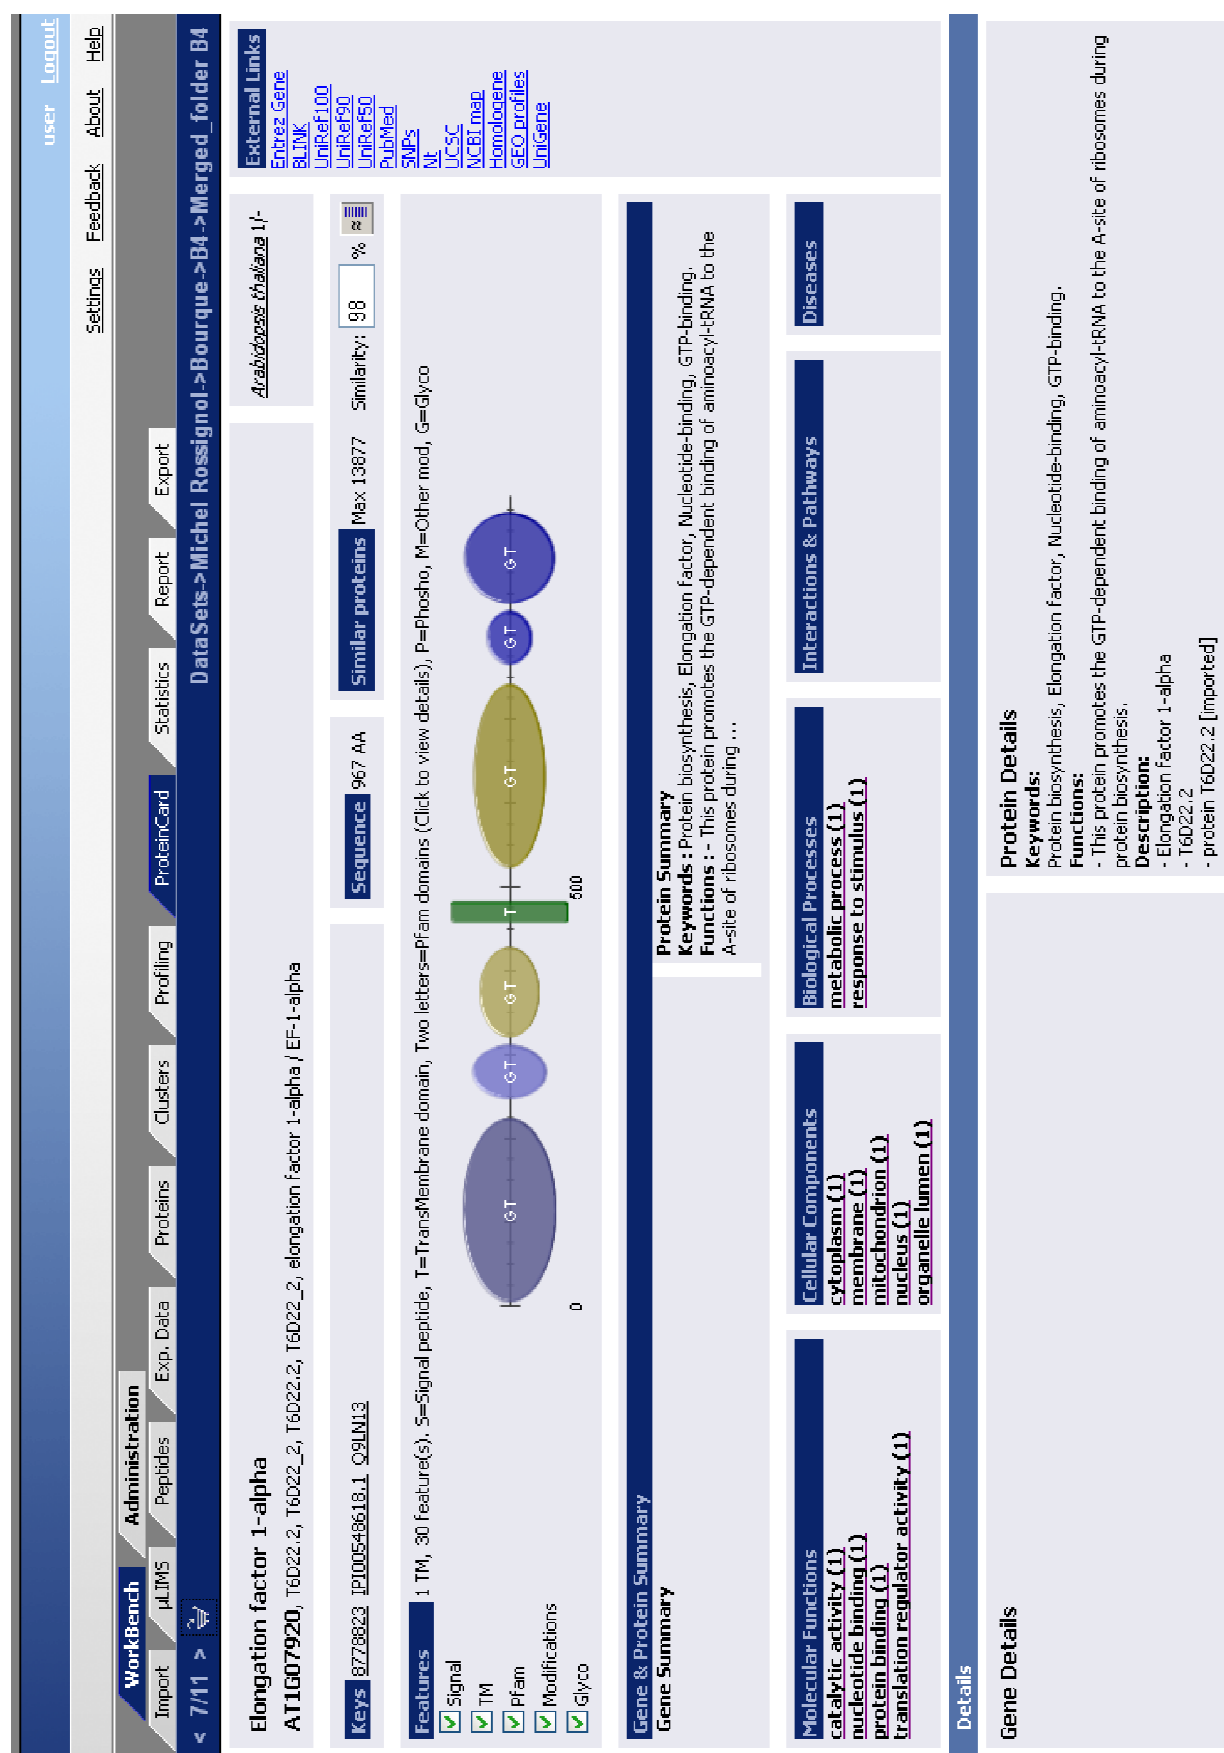 user Logout
Settings Feedback About Help
WorkBench Administration
Import µLIMS Peptides Exp. Data Proteins Clusters Profiling ProteinCard Statistics Report Export
< 7/11 > DataSets->Michel Rossignol->Bourque->B4->Merged_folder B4
Elongation factor 1-alpha
Arabidopsis thaliana 1/-
AT1G07920, T6D22.2, T6D22_2, T6D22.2, T6D22_2, elongation factor 1-alpha / EF-1-alpha
Keys 8778823 IPI00548618.1 Q9LN13
Sequence 967 AA
Similar proteins Max 13877 Similarity: 98 % ≈
Features 1 TM, 30 feature(s). S=Signal peptide, T=TransMembrane domain, Two letters=Pfam domains (Click to view details), P=Phospho, M=Other mod, G=Glyco
Signal
TM
Pfam
Modifications
Glyco
GT GT GT T GT GT GT
0 500
External Links
Entrez Gene
BLINK
UniRef100
UniRef90
UniRef50
PubMed
SNPs
Nt
UCSC
NCBI map
Homologene
GEO profiles
UniGene
Gene & Protein Summary
Gene Summary
Protein Summary
Keywords : Protein biosynthesis, Elongation factor, Nucleotide-binding, GTP-binding.
Functions : - This protein promotes the GTP-dependent binding of aminoacyl-tRNA to the
A-site of ribosomes during ...
Molecular Functions
catalytic activity (1)
nucleotide binding (1)
protein binding (1)
translation regulator activity (1)
Cellular Components
cytoplasm (1)
membrane (1)
mitochondrion (1)
nucleus (1)
organelle lumen (1)
Biological Processes
metabolic process (1)
response to stimulus (1)
Interactions & Pathways
Diseases
Details
Gene Details
Protein Details
Keywords:
Protein biosynthesis, Elongation factor, Nucleotide-binding, GTP-binding.
Functions:
- This protein promotes the GTP-dependent binding of aminoacyl-tRNA to the A-site of ribosomes during
protein biosynthesis.
Description:
- Elongation factor 1-alpha
- T6D22.2
- protein T6D22.2 [imported]